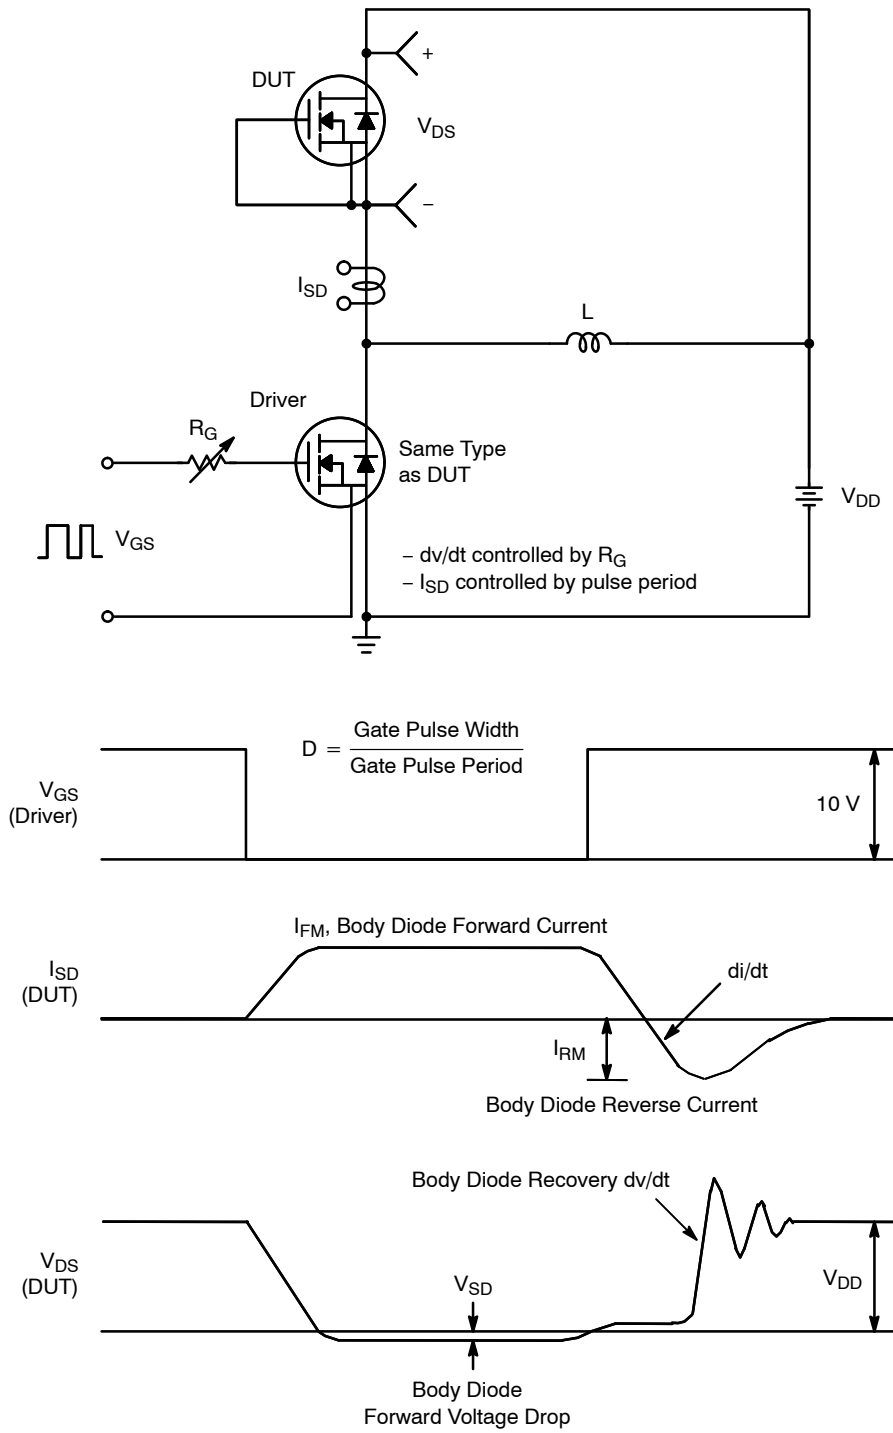 DUT
+
V_DS
−
I_SD
L
Driver
R_G
Same Type
as DUT
V_DD
V_GS
− dv/dt controlled by R_G
− I_SD controlled by pulse period
D = Gate Pulse Width
Gate Pulse Period
V_GS
(Driver)
10 V
I_FM, Body Diode Forward Current
I_SD
(DUT)
di/dt
I_RM
Body Diode Reverse Current
Body Diode Recovery dv/dt
V_DS
(DUT)
V_SD
V_DD
Body Diode
Forward Voltage Drop